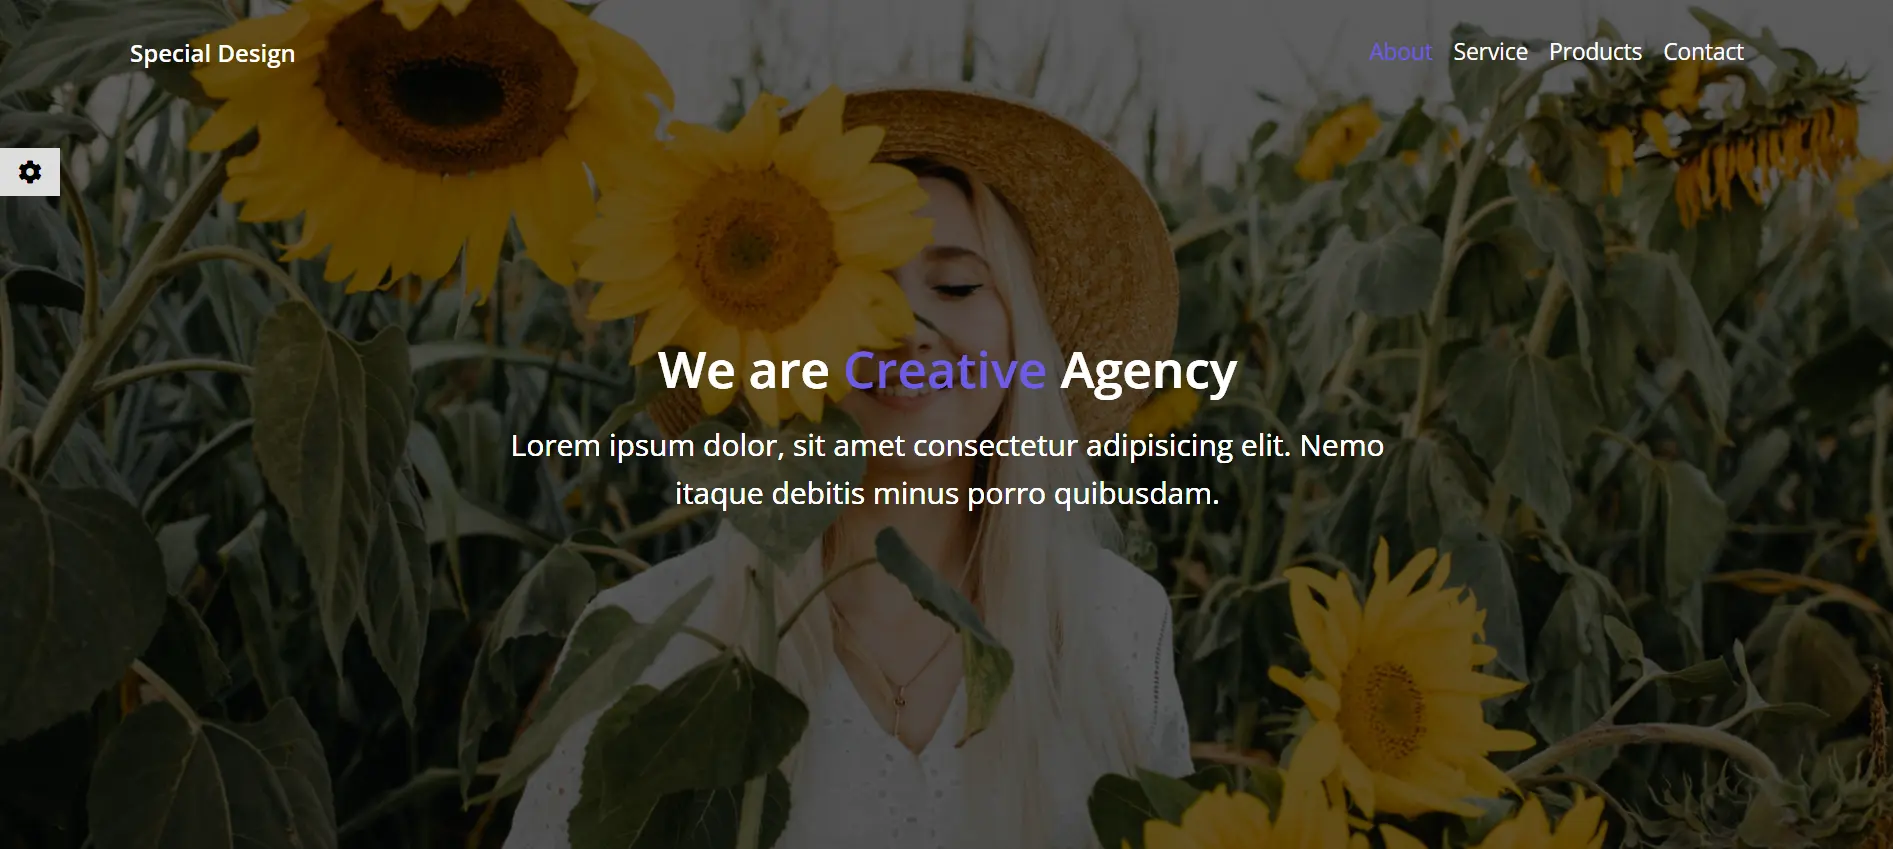 Special Design
About Service Products Contact
We are Creative Agency
Lorem ipsum dolor, sit amet consectetur adipisicing elit. Nemo
itaque debitis minus porro quibusdam.